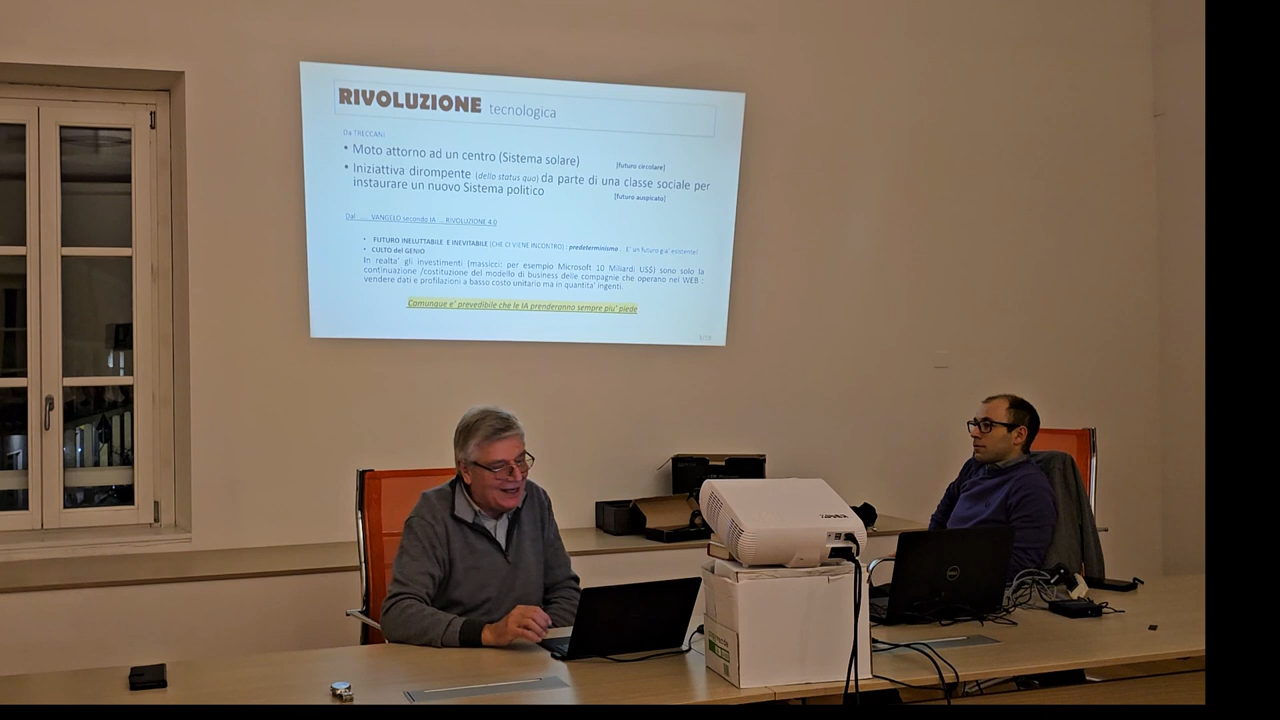 RIVOLUZIONE tecnologica
Da TRECCANI
• Moto attorno ad un centro (Sistema solare) [futuro circolare]
• Iniziattiva dirompente (dello status quo) da parte di una classe sociale per
instaurare un nuovo Sistema politico [futuro auspicato]
Dal .... VANGELO secondo IA ... RIVOLUZIONE 4.0
• FUTURO INELUTTABILE E INEVITABILE (CHE CI VIENE INCONTRO) : predeterminismo . E' un futuro gia' esistente!
• CULTO del GENIO
In realta' gli investimenti (massicci: per esempio Microsoft 10 Miliardi US$) sono solo la
continuazione /costituzione del modello di business delle compagnie che operano nel WEB :
vendere dati e profilazioni a basso costo unitario ma in quantita' ingenti.
Comunque e' prevedibile che le IA prenderanno sempre piu' piede
DELL